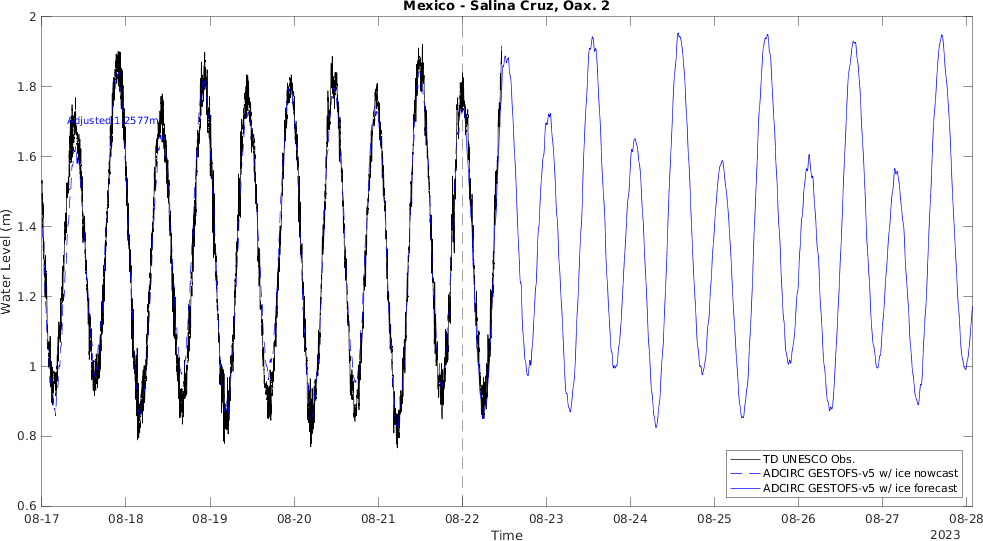 Mexico - Salina Cruz, Oax. 2
2
1.8
1.6
1.4
1.2
1
0.8
0.6
Water Level (m)
Adjusted 1.2577m
TD UNESCO Obs.
ADCIRC GESTOFS-v5 w/ ice nowcast
ADCIRC GESTOFS-v5 w/ ice forecast
08-17 08-18 08-19 08-20 08-21 08-22 08-23 08-24 08-25 08-26 08-27 08-28
Time
2023